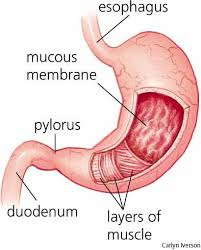 esophagus
mucous
membrane
pylorus
duodenum
layers of
muscle
Carlyn Iverson